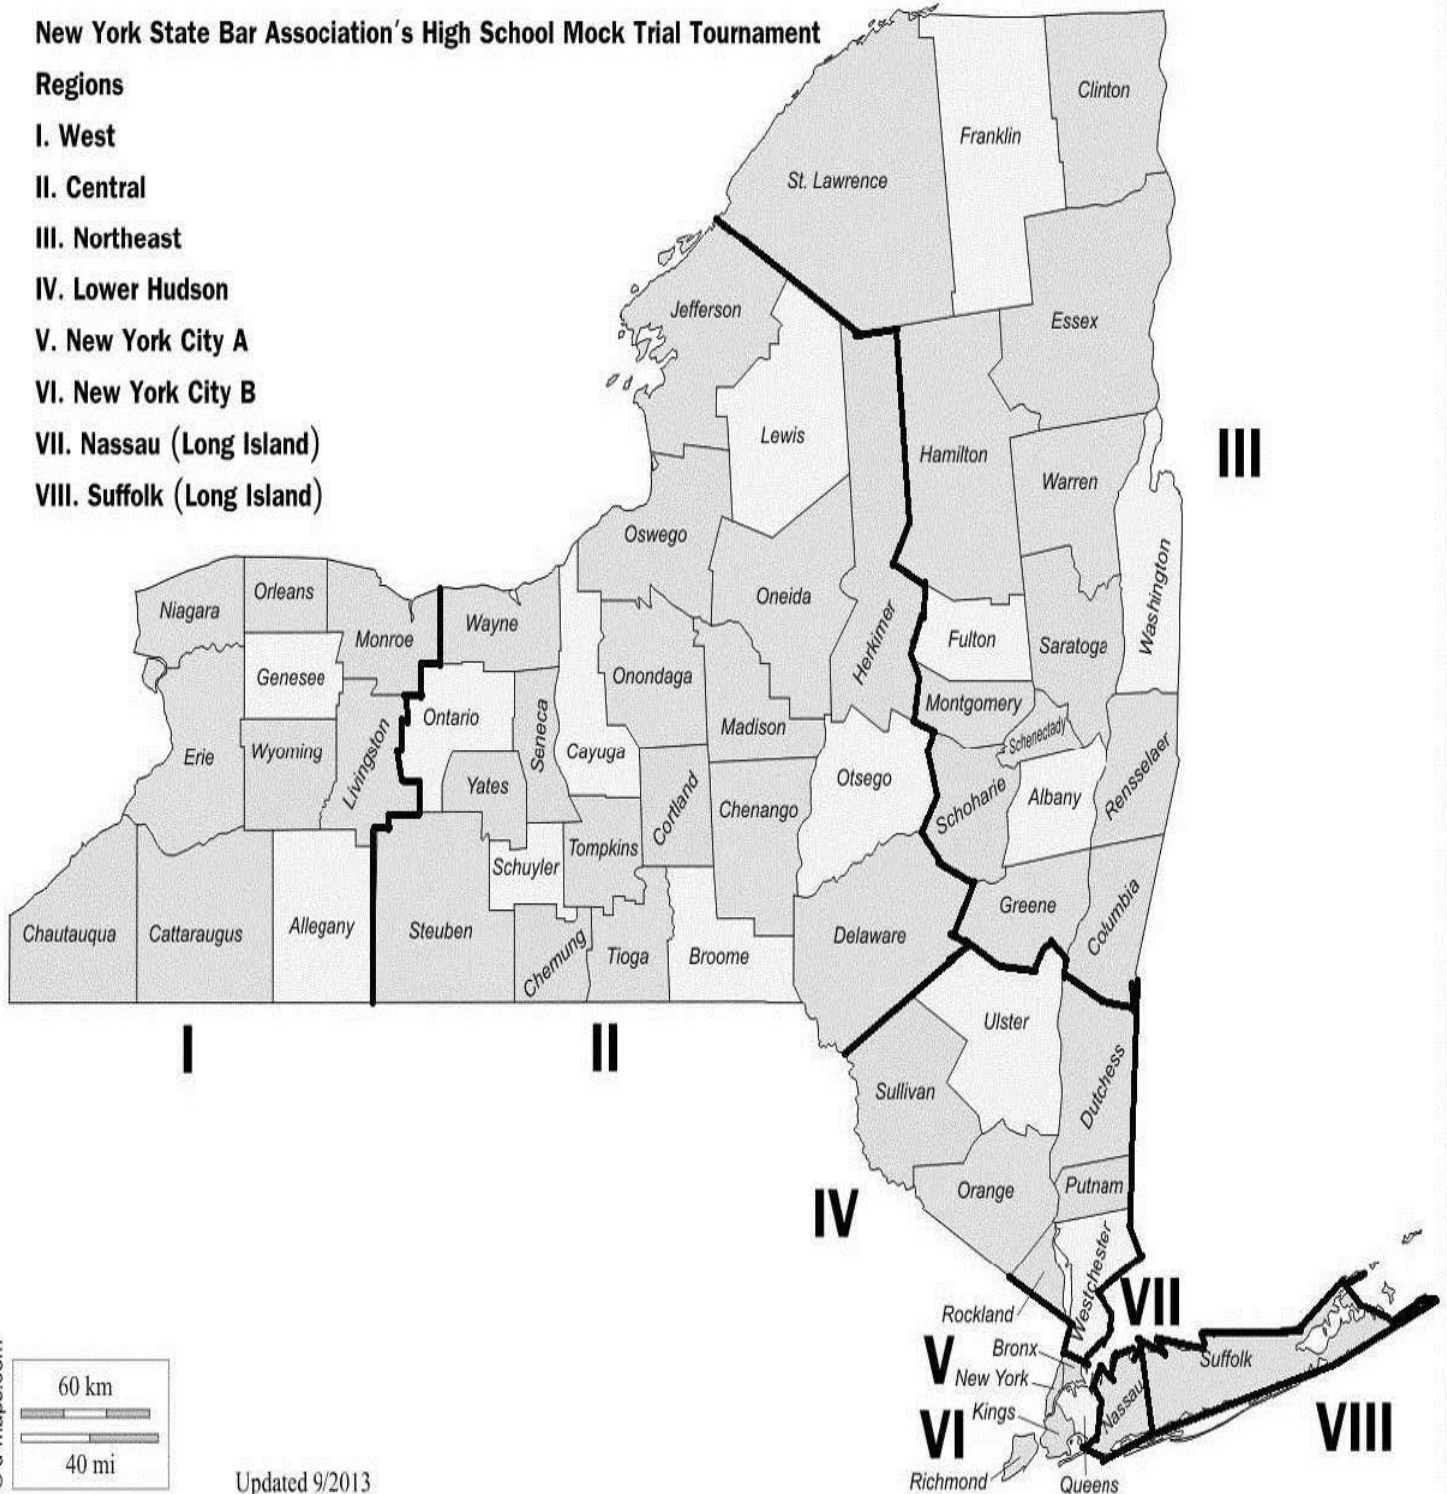 New York State Bar Association's High School Mock Trial Tournament
Regions
I. West
II. Central
III. Northeast
IV. Lower Hudson
V. New York City A
VI. New York City B
VII. Nassau (Long Island)
VIII. Suffolk (Long Island)
Clinton
Franklin
St. Lawrence
Jefferson
Essex
Lewis
Hamilton
III
Warren
Oswego
Washington
Orleans
Niagara
Oneida
Wayne
Monroe
Herkimer
Fulton
Saratoga
Genesee
Onondaga
Montgomery
Ontario
Seneca
Madison
Schenectady
Erie
Wyoming
Livingston
Cayuga
Rensselaer
Otsego
Yates
Schoharie
Albany
Cortland
Chenango
Tompkins
Schuyler
Greene
Columbia
Chautauqua
Cattaraugus
Allegany
Steuben
Delaware
Chemung
Tioga
Broome
Ulster
I
II
Dutchess
Sullivan
Putnam
Orange
IV
Westchester
VII
Rockland
Bronx
V
New York
Suffolk
Nassau
Kings
VI
VIII
Richmond
Queens
60 km
40 mi
Updated 9/2013